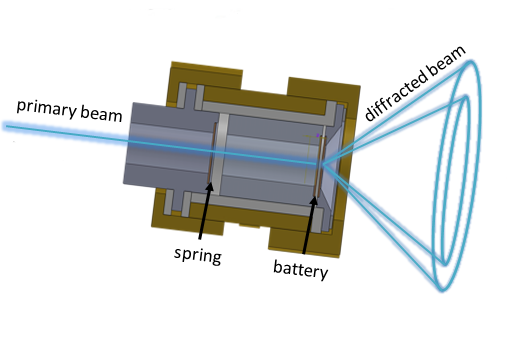 primary beam
diffracted beam
spring
battery